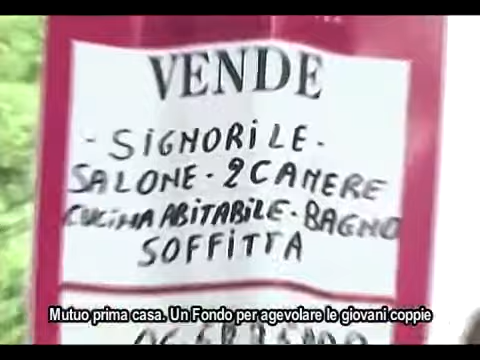 VENDE
- SIGNORILE -
SALONE - 2 CAMERE
CUCINA ABITABILE - BAGNO
SOFFITTA
Mutuo prima casa. Un Fondo per agevolare le giovani coppie